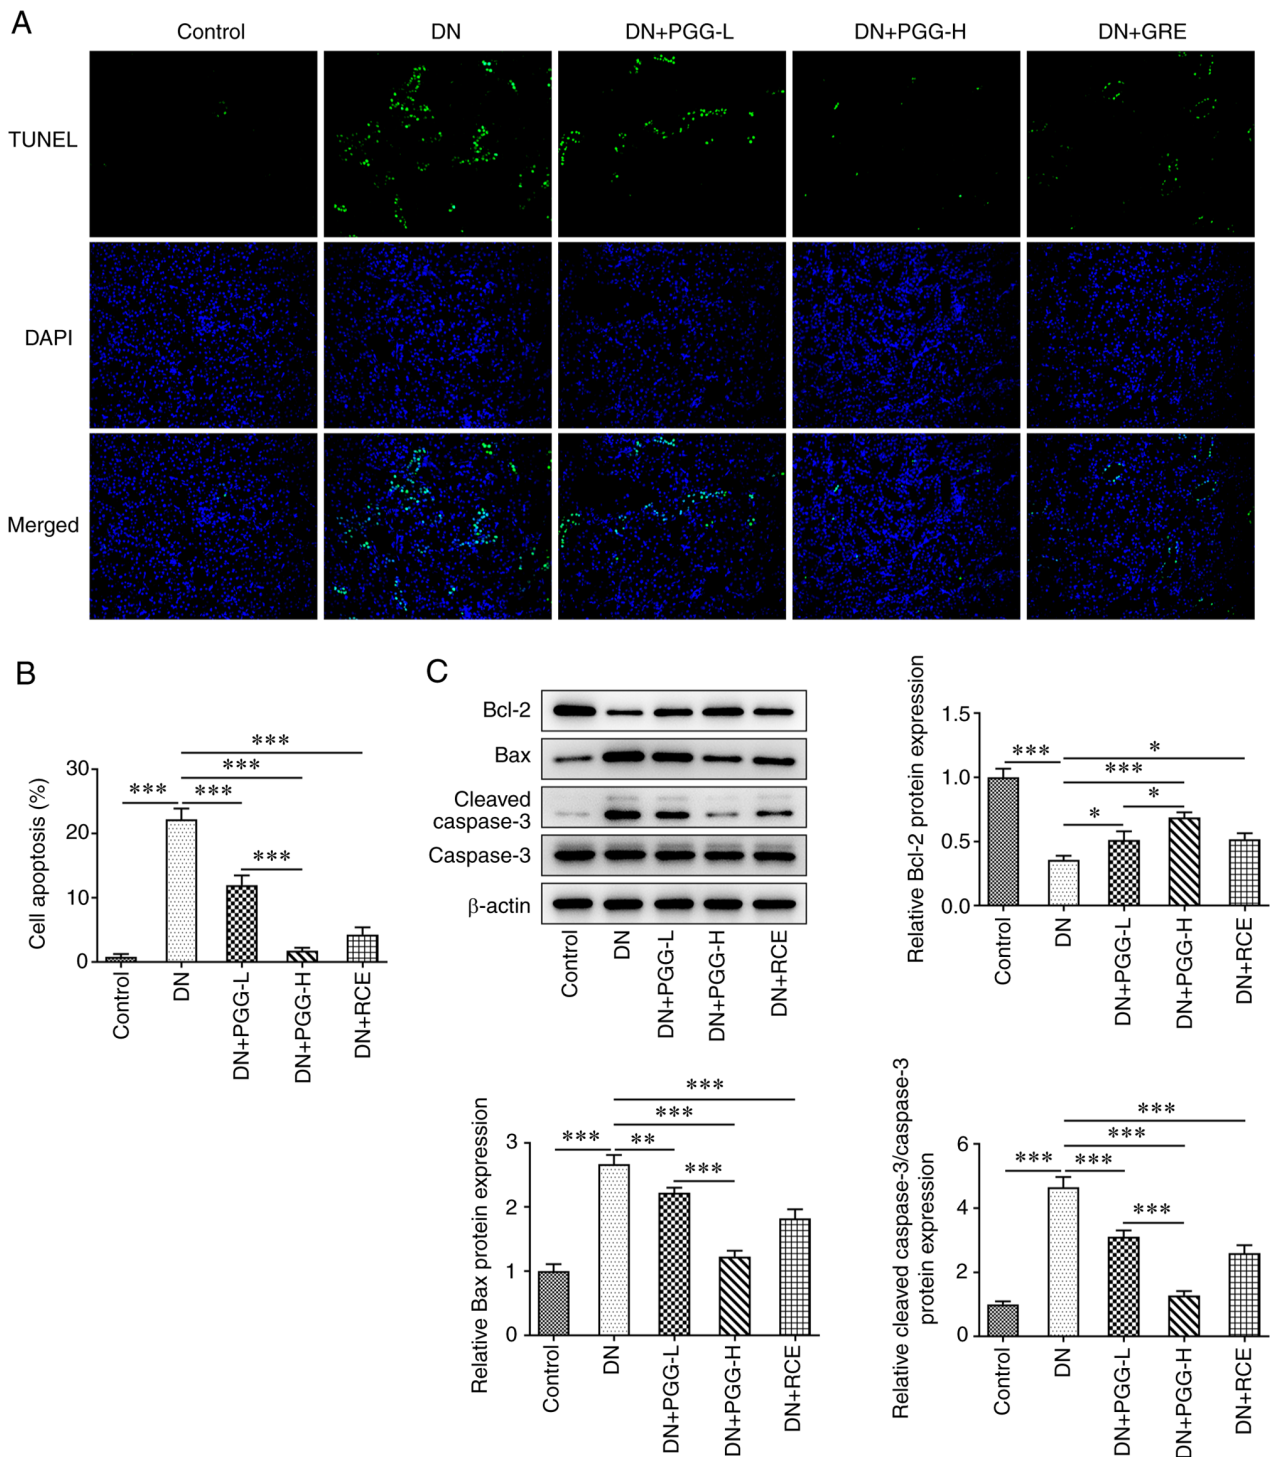 A
Control DN DN+PGG-L DN+PGG-H DN+GRE
TUNEL
DAPI
Merged
B
Cell apoptosis (%)
30
20
10
0
*** *** *** *** ***
Control DN DN+PGG-L DN+PGG-H DN+RCE
C
Bcl-2
Bax
Cleaved
caspase-3
Caspase-3
β-actin
Control DN DN+PGG-L DN+PGG-H DN+RCE
Relative Bcl-2 protein expression
1.5
1.0
0.5
0.0
*** * *** * *
Control DN DN+PGG-L DN+PGG-H DN+RCE
Relative Bax protein expression
3
2
1
0
*** ** *** *** ***
Control DN DN+PGG-L DN+PGG-H DN+RCE
Relative cleaved caspase-3/caspase-3
protein expression
6
4
2
0
*** *** *** *** ***
Control DN DN+PGG-L DN+PGG-H DN+RCE